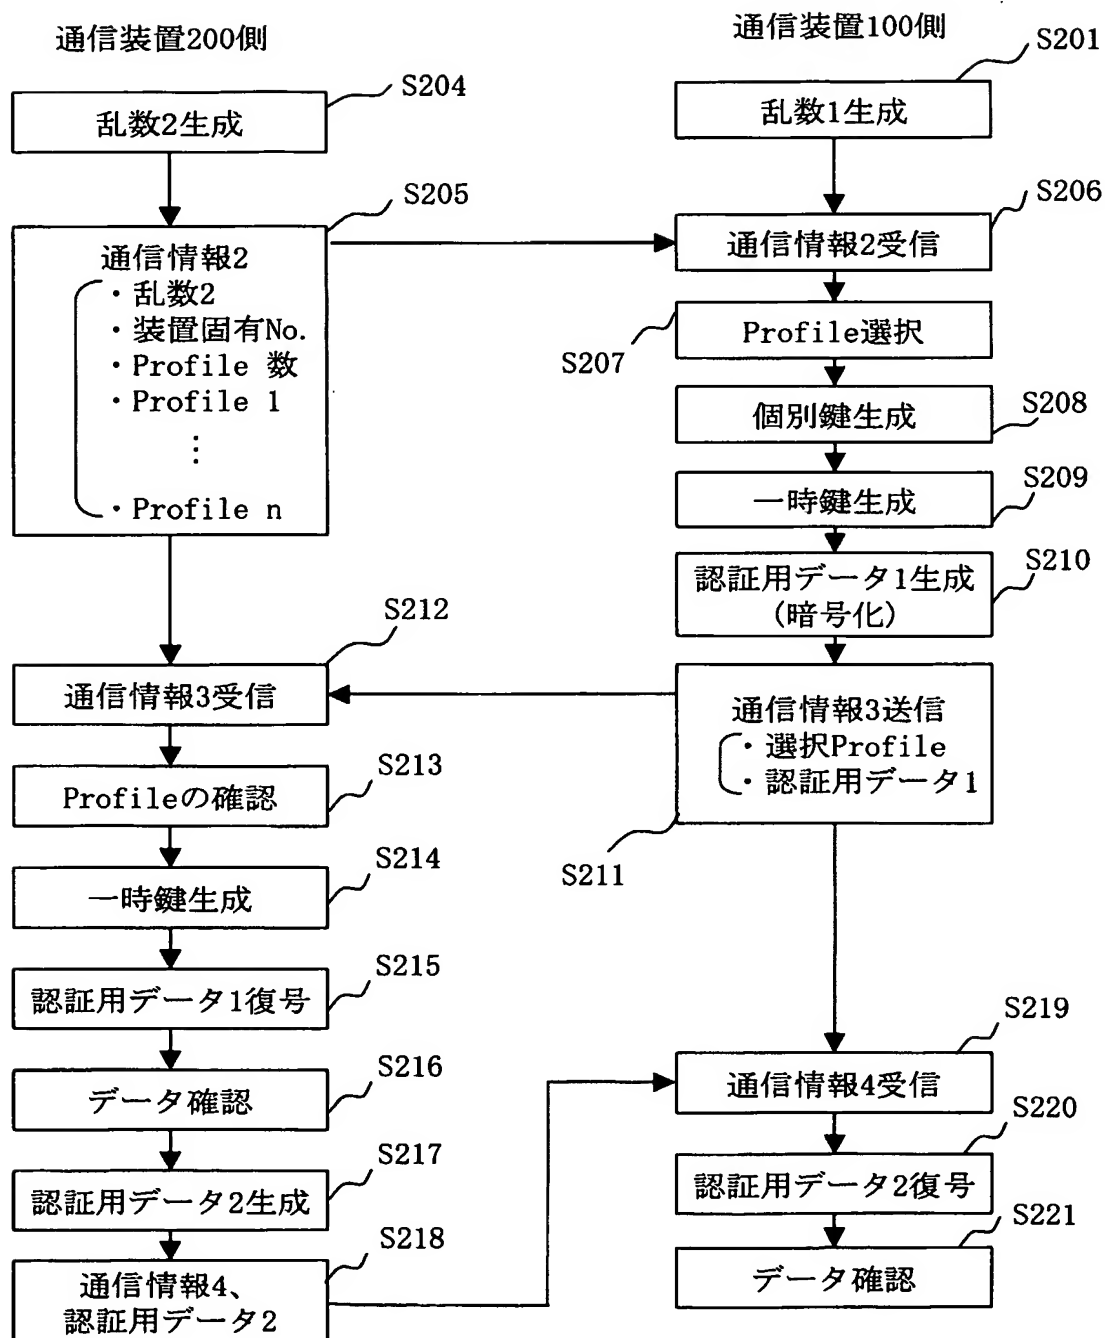 通信装置200側
S204
乱数2生成
S205
通信情報2
・乱数2
・装置固有No.
・Profile 数
・Profile 1
⋮
・Profile n
S212
通信情報3受信
S213
Profileの確認
S214
一時鍵生成
S215
認証用データ1復号
S216
データ確認
S217
認証用データ2生成
S218
通信情報4、
認証用データ2
通信装置100側
S201
乱数1生成
S206
通信情報2受信
S207
Profile選択
S208
個別鍵生成
S209
一時鍵生成
S210
認証用データ1生成
(暗号化)
通信情報3送信
・選択Profile
・認証用データ1
S211
S219
通信情報4受信
S220
認証用データ2復号
S221
データ確認